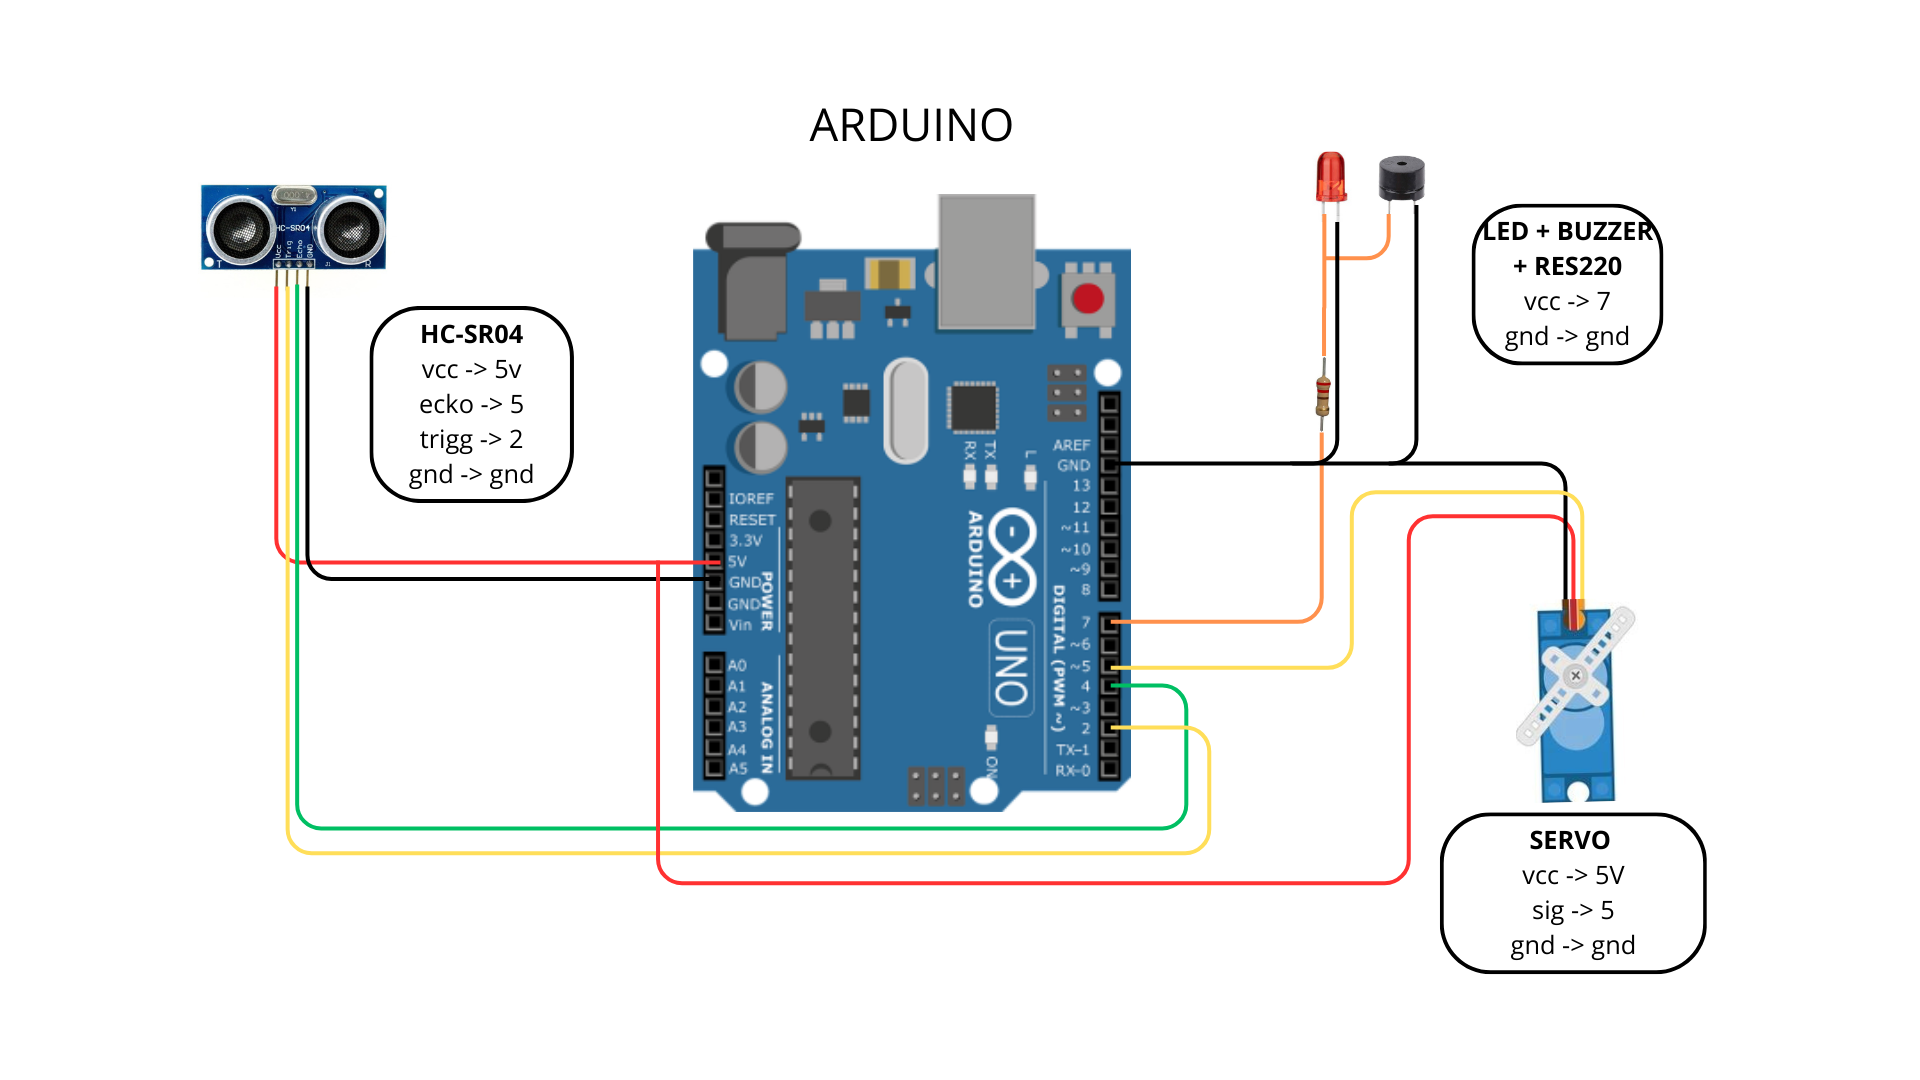 ARDUINO
HC-SR04
Vcc
Trig
Echo
GND
T
R
HC-SR04
vcc -> 5v
ecko -> 5
trigg -> 2
gnd -> gnd
LED + BUZZER
+ RES220
vcc -> 7
gnd -> gnd
RX
TX
L
AREF
GND
13
12
~11
~10
~9
8
7
~6
~5
4
~3
2
TX-1
RX-0
DIGITAL (PWM ~)
IOREF
RESET
3.3V
5V
GND
GND
Vin
POWER
A0
A1
A2
A3
A4
A5
ANALOG IN
ARDUINO
- +
UNO
ON
SERVO
vcc -> 5V
sig -> 5
gnd -> gnd